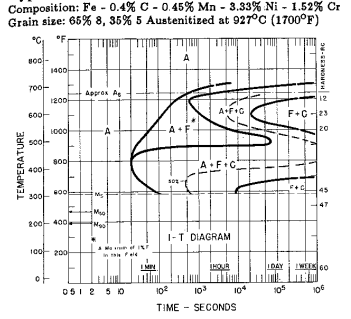 Composition: Fe - 0.4% C - 0.45% Mn - 3.33% Ni - 1.52% Cr
Grain size: 65% 8, 35% 5 Austenitized at 927°C (1700°F)
°C
°F
HARDNESS-RC
800
1400
A
700
Approx A
A+F+C
12
1200
F+C
23
600
A
A+F*
20
1000
500
TEMPERATURE
400
800
A+F+C
50%
300
600
Ms
F+C
45
47
M50
200
400
M90
*
A Maximum of 1% F
in this Field
I-T DIAGRAM
100
200
1 MIN
1 HOUR
1 DAY
1 WEEK
60
0
0.5 1 2 5 10 10² 10³ 10⁴ 10⁵ 10⁶
TIME - SECONDS